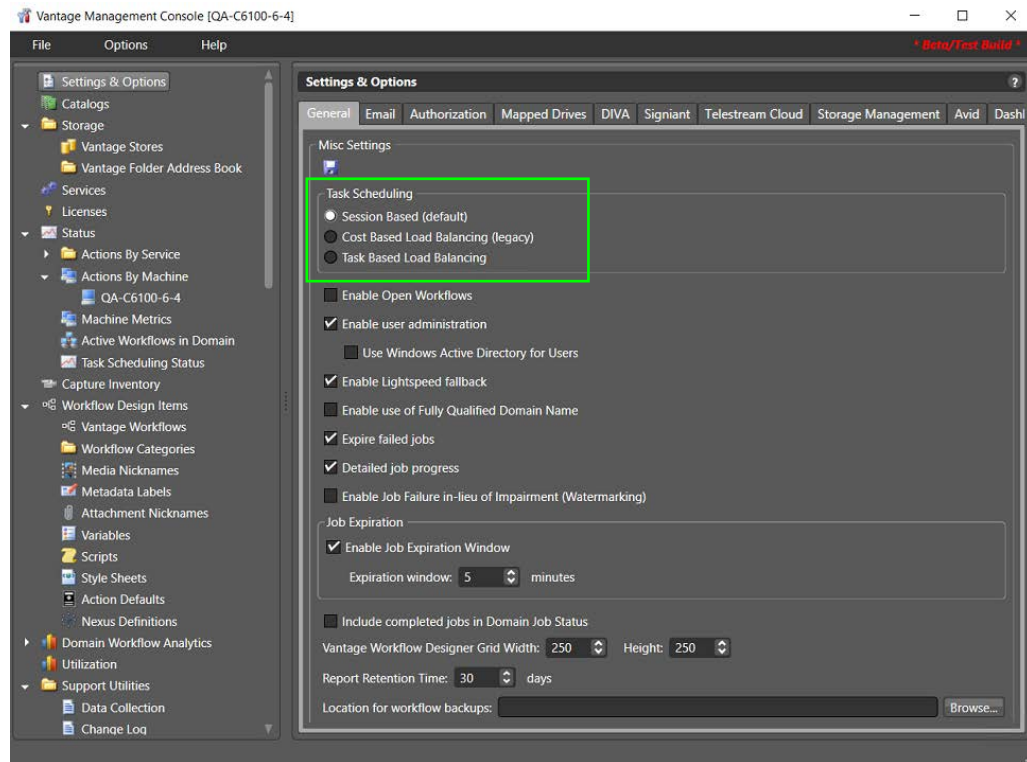 Vantage Management Console [QA-C6100-6-4]
File Options Help
* Beta/Test Build *
Settings & Options
Catalogs
Storage
Vantage Stores
Vantage Folder Address Book
Services
Licenses
Status
Actions By Service
Actions By Machine
QA-C6100-6-4
Machine Metrics
Active Workflows in Domain
Task Scheduling Status
Capture Inventory
Workflow Design Items
Vantage Workflows
Workflow Categories
Media Nicknames
Metadata Labels
Attachment Nicknames
Variables
Scripts
Style Sheets
Action Defaults
Nexus Definitions
Domain Workflow Analytics
Utilization
Support Utilities
Data Collection
Change Log
Settings & Options ?
General Email Authorization Mapped Drives DIVA Signiant Telestream Cloud Storage Management Avid Dashl
Misc Settings
Task Scheduling
Session Based (default)
Cost Based Load Balancing (legacy)
Task Based Load Balancing
Enable Open Workflows
Enable user administration
Use Windows Active Directory for Users
Enable Lightspeed fallback
Enable use of Fully Qualified Domain Name
Expire failed jobs
Detailed job progress
Enable Job Failure in-lieu of Impairment (Watermarking)
Job Expiration
Enable Job Expiration Window
Expiration window: 5 minutes
Include completed jobs in Domain Job Status
Vantage Workflow Designer Grid Width: 250 Height: 250
Report Retention Time: 30 days
Location for workflow backups: Browse...